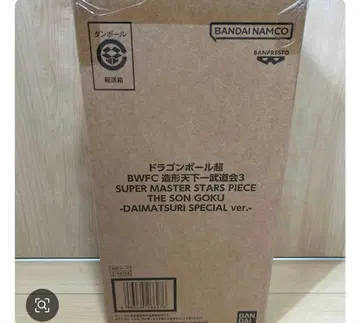 ダンボール
輸送箱
BANDAI NAMCO
BANPRESTO
ドラゴンボール超
BWFC 造形天下一武道会3
SUPER MASTER STARS PIECE
THE SON GOKU
-DAIMATSURI SPECIAL ver.-
BANDAI